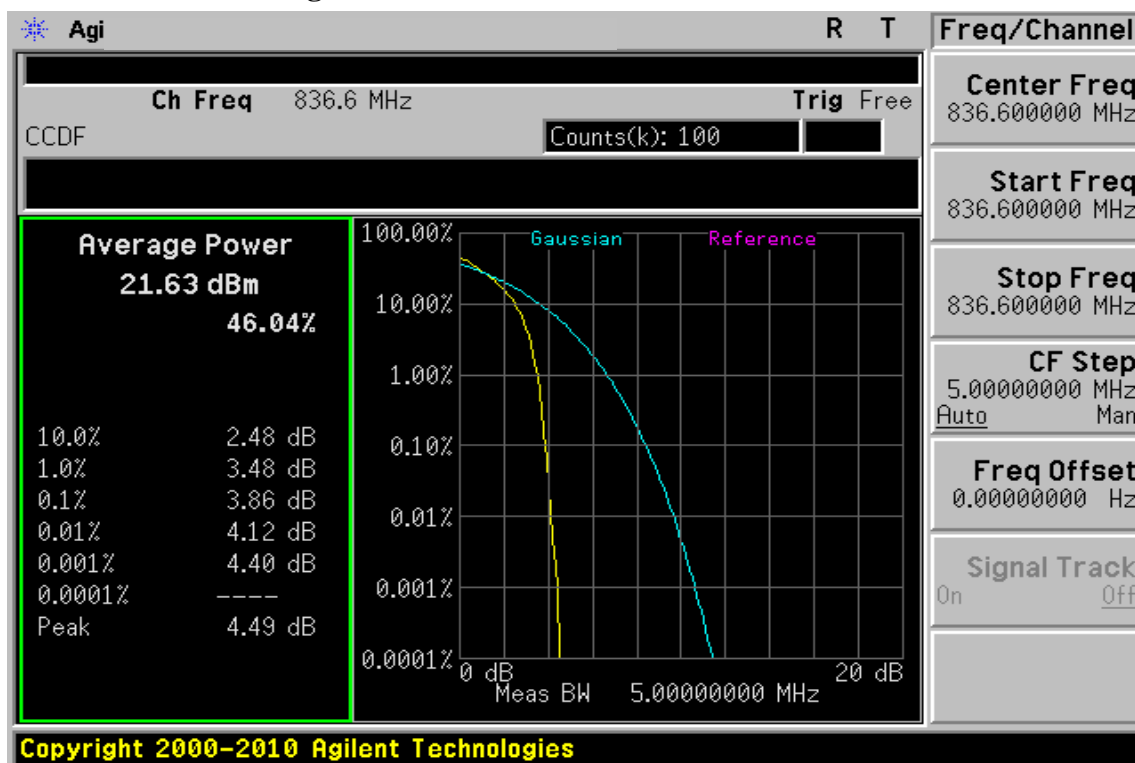 Agi R T
Freq/Channel
Ch Freq 836.6 MHz Trig Free
CCDF Counts(k): 100
Center Freq
836.600000 MHz
Start Freq
836.600000 MHz
Stop Freq
836.600000 MHz
CF Step
5.00000000 MHz
Auto Man
Freq Offset
0.00000000 Hz
Signal Track
On Off
Average Power
21.63 dBm
46.04%
10.0% 2.48 dB
1.0% 3.48 dB
0.1% 3.86 dB
0.01% 4.12 dB
0.001% 4.40 dB
0.0001% ----
Peak 4.49 dB
100.00%
Gaussian Reference
10.00%
1.00%
0.10%
0.01%
0.001%
0.0001%
0 dB 20 dB
Meas BW 5.00000000 MHz
Copyright 2000-2010 Agilent Technologies